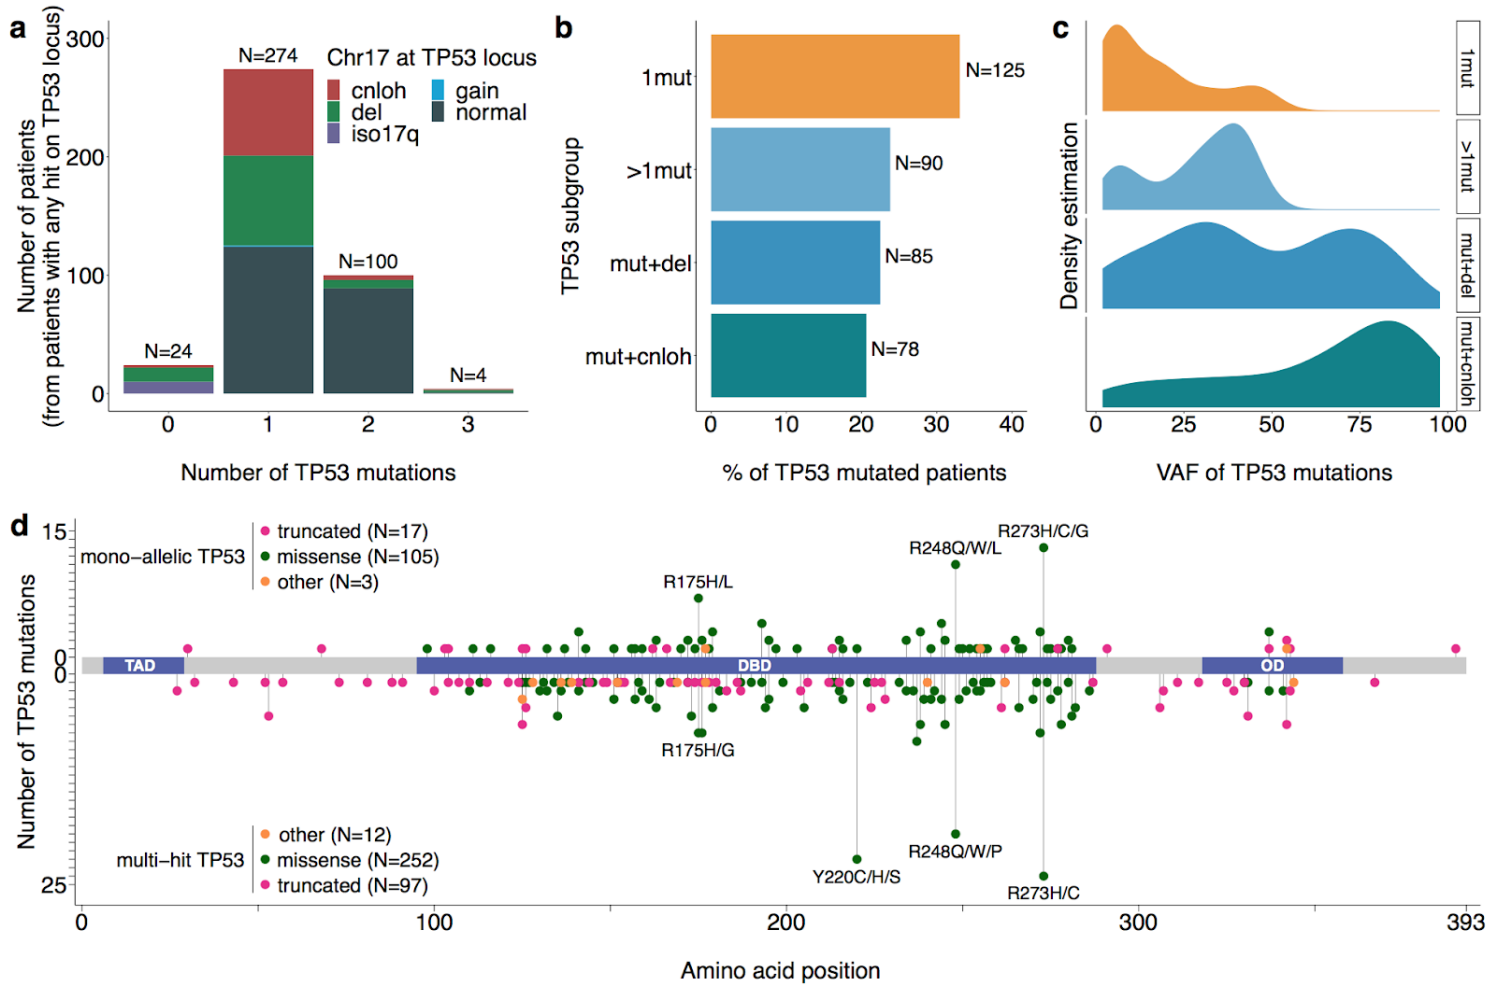 a
Number of patients
(from patients with any hit on TP53 locus)
300
200
100
0
N=274
Chr17 at TP53 locus
cnloh
gain
del
normal
iso17q
N=24
N=100
N=4
0 1 2 3
Number of TP53 mutations
b
TP53 subgroup
1mut
N=125
>1mut
N=90
mut+del
N=85
mut+cnloh
N=78
0 10 20 30 40
% of TP53 mutated patients
c
Density estimation
1mut
>1mut
mut+del
mut+cnloh
0 25 50 75 100
VAF of TP53 mutations
d
Number of TP53 mutations
15
0
0
25
mono−allelic TP53
truncated (N=17)
missense (N=105)
other (N=3)
R175H/L
R248Q/W/L
R273H/C/G
TAD
DBD
OD
R175H/G
Y220C/H/S
R248Q/W/P
R273H/C
multi−hit TP53
other (N=12)
missense (N=252)
truncated (N=97)
0 100 200 300 393
Amino acid position